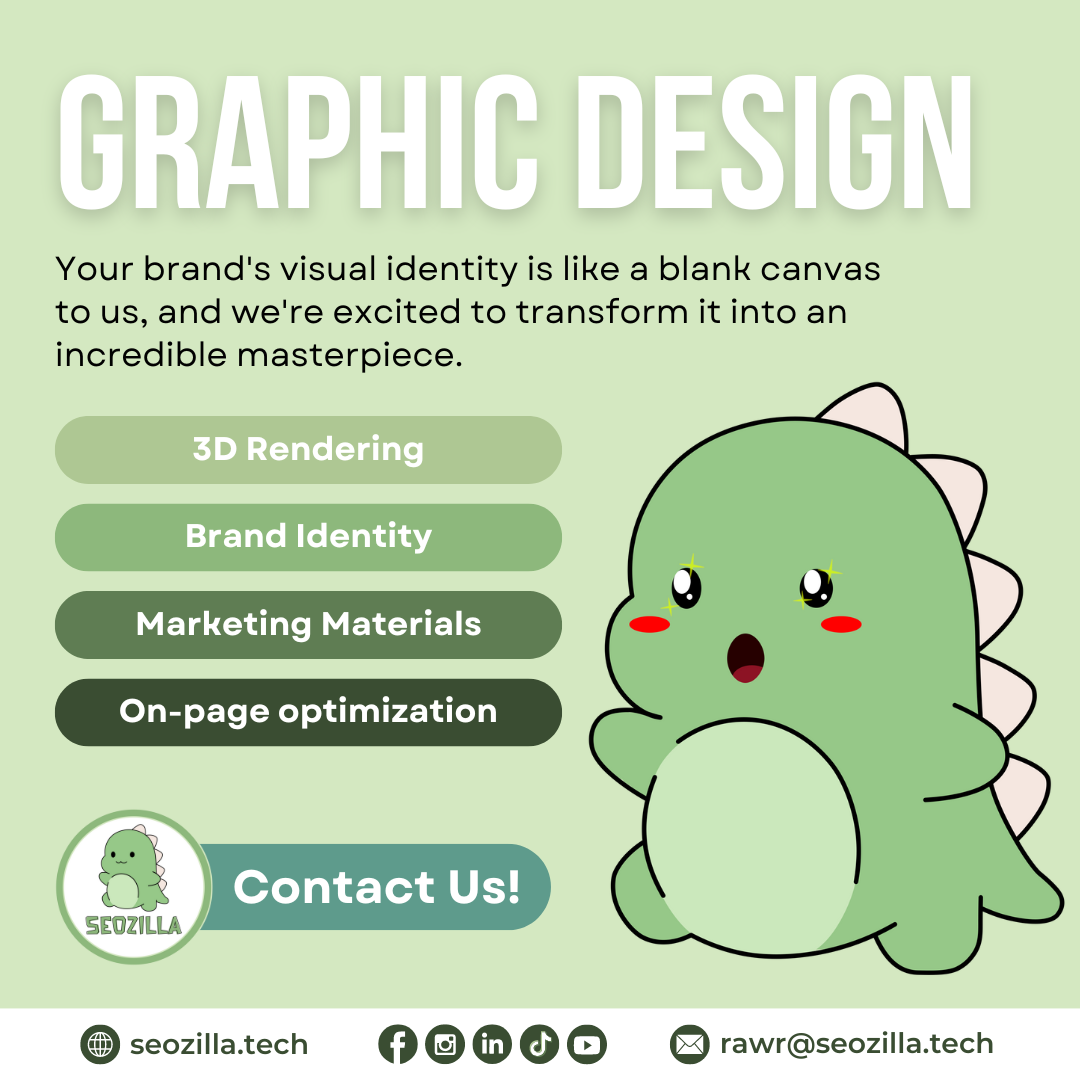 GRAPHIC DESIGN
Your brand's visual identity is like a blank canvas
to us, and we're excited to transform it into an
incredible masterpiece.
3D Rendering
Brand Identity
Marketing Materials
On-page optimization
SEOZILLA
Contact Us!
seozilla.tech
rawr@seozilla.tech